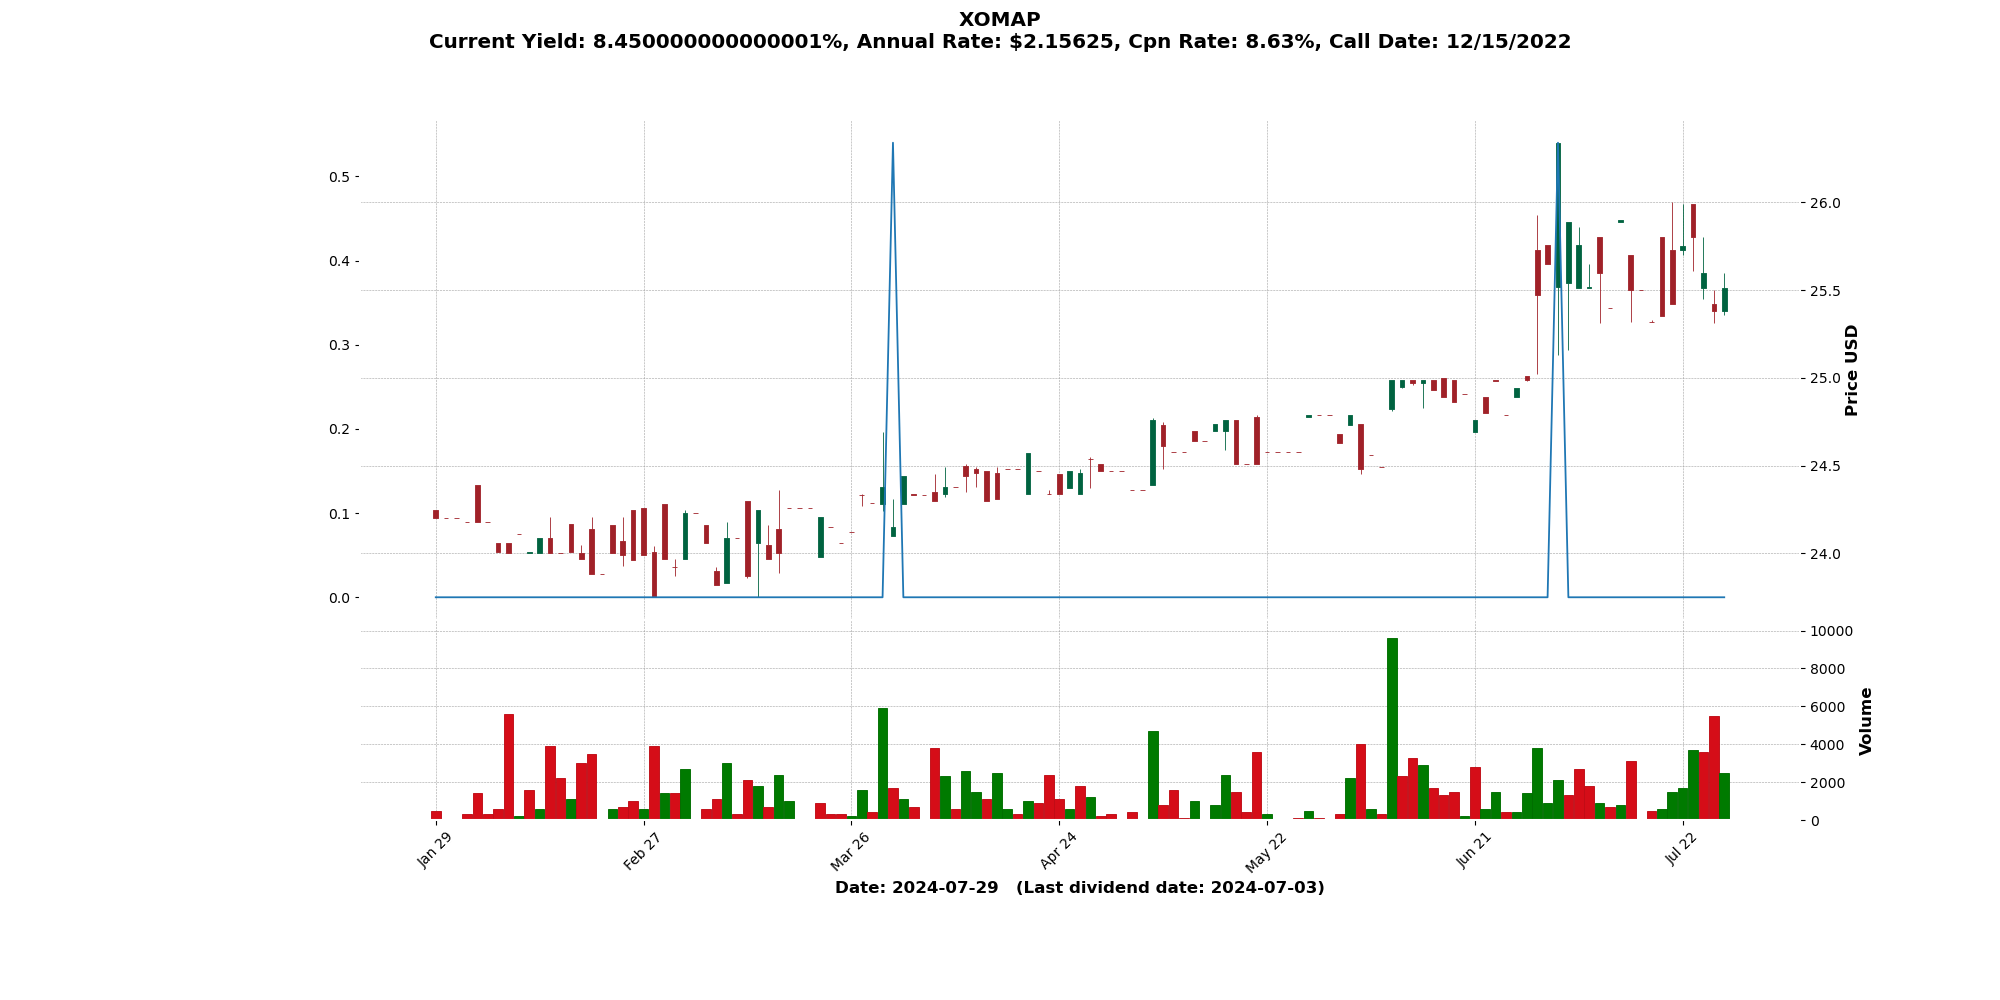 XOMAP
Current Yield: 8.450000000000001%, Annual Rate: $2.15625, Cpn Rate: 8.63%, Call Date: 12/15/2022
0.5
0.4
0.3
0.2
0.1
0.0
26.0
25.5
25.0
24.5
24.0
Price USD
10000
8000
6000
4000
2000
0
Volume
Jan 29
Feb 27
Mar 26
Apr 24
May 22
Jun 21
Jul 22
Date: 2024-07-29 (Last dividend date: 2024-07-03)